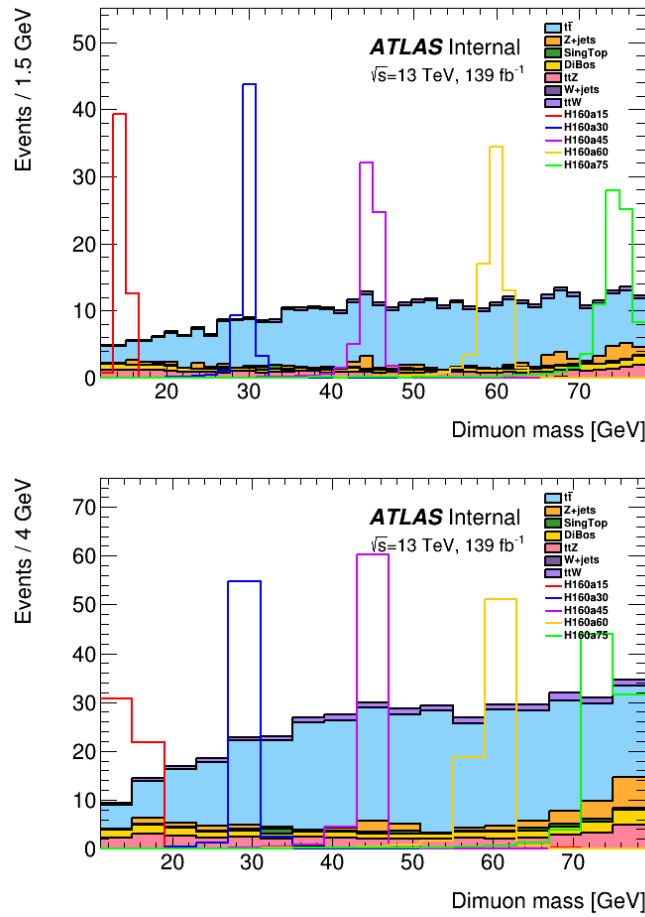 Events / 1.5 GeV
50
40
30
20
10
0
ATLAS Internal
√s=13 TeV, 139 fb⁻¹
tt̄
Z+jets
SingTop
DiBos
ttZ
W+jets
ttW
H160a15
H160a30
H160a45
H160a60
H160a75
20 30 40 50 60 70
Dimuon mass [GeV]
Events / 4 GeV
70
60
50
40
30
20
10
0
ATLAS Internal
√s=13 TeV, 139 fb⁻¹
tt̄
Z+jets
SingTop
DiBos
ttZ
W+jets
ttW
H160a15
H160a30
H160a45
H160a60
H160a75
20 30 40 50 60 70
Dimuon mass [GeV]